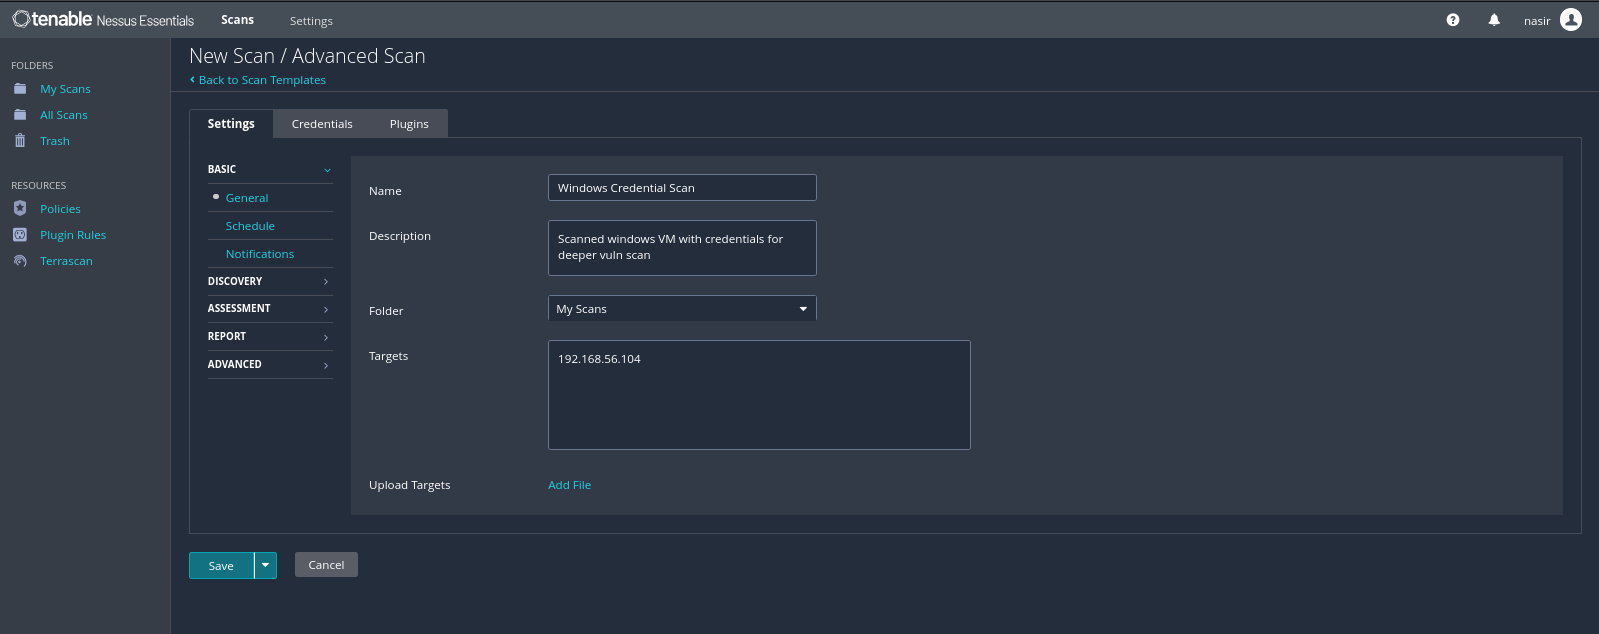 tenable Nessus Essentials Scans Settings ? nasir
FOLDERS
My Scans
All Scans
Trash
RESOURCES
Policies
Plugin Rules
Terrascan
New Scan / Advanced Scan
Back to Scan Templates
Settings Credentials Plugins
BASIC
General
Schedule
Notifications
DISCOVERY
ASSESSMENT
REPORT
ADVANCED
Name Windows Credential Scan
Description Scanned windows VM with credentials for
deeper vuln scan
Folder My Scans
Targets 192.168.56.104
Upload Targets Add File
Save Cancel